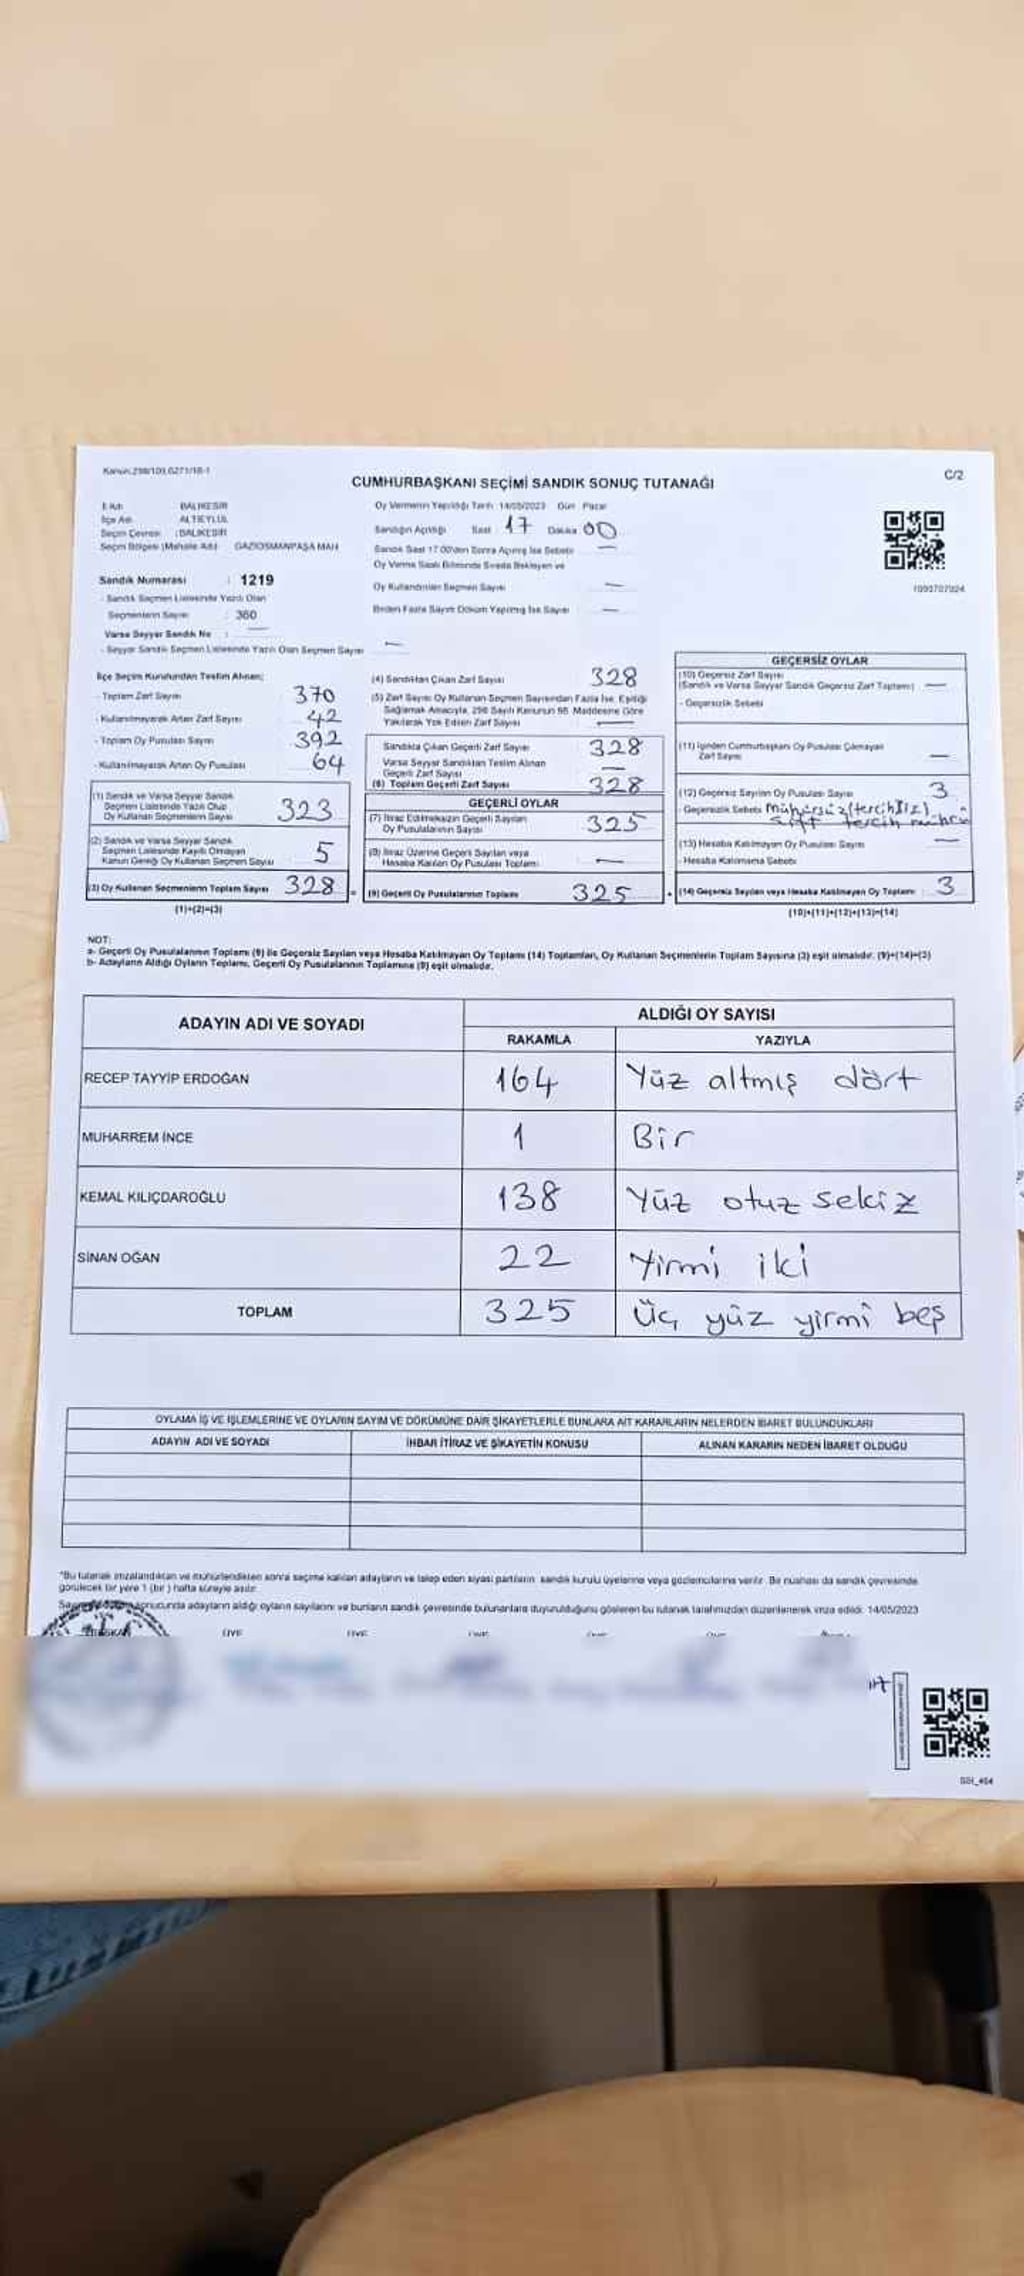 Kanun:298/109,0271/18-1
C/2
CUMHURBAŞKANI SEÇİMİ SANDIK SONUÇ TUTANAĞI
İl Adı BALIKESİR
İlçe Adı ALTIEYLÜL
Seçim Çevresi :BALIKESİR
Seçim Bölgesi (Mahalle Adı) GAZİOSMANPAŞA MAH
Oy Vermenin Yapıldığı Tarih 14/05/2023 Gün Pazar
Sandığın Açıldığı Saat 17 Dakika 00
Sandık Saat 17.00'den Sonra Açılmış İse Sebebi —
Oy Verme Saati Bitiminde Sırada Bekleyen ve
Oy Kullandırılan Seçmen Sayısı —
Birden Fazla Sayım Döküm Yapılmış İse Sayısı —
Sandık Numarası : 1219
- Sandık Seçmen Listesinde Yazılı Olan
Seçmenlerin Sayısı : 360
Varsa Seyyar Sandık No : —
- Seyyar Sandık Seçmen Listesinde Yazılı Olan Seçmen Sayısı —
İlçe Seçim Kurulundan Teslim Alınan;
- Toplam Zarf Sayısı 370
- Kullanılmayarak Artan Zarf Sayısı 42
- Toplam Oy Pusulası Sayısı 392
- Kullanılmayarak Artan Oy Pusulası 64
(1) Sandık ve Varsa Seyyar Sandık
Seçmen Listesinde Yazılı Olup
Oy Kullanan Seçmenlerin Sayısı 323
(2) Sandık ve Varsa Seyyar Sandık
Seçmen Listesinde Kayıtlı Olmayan
Kanun Gereği Oy Kullanan Seçmen Sayısı 5
(3) Oy Kullanan Seçmenlerin Toplam Sayısı 328 =
(1)+(2)=(3)
(4) Sandıktan Çıkan Zarf Sayısı 328
(5) Zarf Sayısı Oy Kullanan Seçmen Sayısından Fazla İse, Eşitliği
Sağlamak Amacıyla, 298 Sayılı Kanunun 98. Maddesine Göre
Yakılarak Yok Edilen Zarf Sayısı —
Sandıkta Çıkan Geçerli Zarf Sayısı 328
Varsa Seyyar Sandıktan Teslim Alınan
Geçerli Zarf Sayısı —
(6) Toplam Geçerli Zarf Sayısı 328
GEÇERLİ OYLAR
(7) İtiraz Edilmeksizin Geçerli Sayılan
Oy Pusulalarının Sayısı 325
(8) İtiraz Üzerine Geçerli Sayılan veya
Hesaba Katılan Oy Pusulası Toplamı —
(9) Geçerli Oy Pusulalarının Toplamı 325 +
GEÇERSİZ OYLAR
(10) Geçersiz Zarf Sayısı
(Sandık ve Varsa Seyyar Sandık Geçersiz Zarf Toplamı) —
- Geçersizlik Sebebi
(11) İçinden Cumhurbaşkanı Oy Pusulası Çıkmayan
Zarf Sayısı —
(12) Geçersiz Sayılan Oy Pusulası Sayısı 3
- Geçersizlik Sebebi mühürsüz(tercihsiz)
çift tercih mührü
(13) Hesaba Katılmayan Oy Pusulası Sayısı —
- Hesaba Katılmama Sebebi
(14) Geçersiz Sayılan veya Hesaba Katılmayan Oy Toplamı 3
(10)+(11)+(12)+(13)=(14)
NOT:
a- Geçerli Oy Pusulalarının Toplamı (9) ile Geçersiz Sayılan veya Hesaba Katılmayan Oy Toplamı (14) Toplamları, Oy Kullanan Seçmenlerin Toplam Sayısına (3) eşit olmalıdır. (9)+(14)=(3)
b- Adayların Aldığı Oyların Toplamı, Geçerli Oy Pusulalarının Toplamına (9) eşit olmalıdır.
ADAYIN ADI VE SOYADI ALDIĞI OY SAYISI
RAKAMLA YAZIYLA
RECEP TAYYİP ERDOĞAN 164 Yüz altmış dört
MUHARREM İNCE 1 Bir
KEMAL KILIÇDAROĞLU 138 Yüz otuz sekiz
SİNAN OĞAN 22 Yirmi iki
TOPLAM 325 Üç yüz yirmi beş
OYLAMA İŞ VE İŞLEMLERİNE VE OYLARIN SAYIM VE DÖKÜMÜNE DAİR ŞİKAYETLERLE BUNLARA AİT KARARLARIN NELERDEN İBARET BULUNDUKLARI
ADAYIN ADI VE SOYADI İHBAR İTİRAZ VE ŞİKAYETİN KONUSU ALINAN KARARIN NEDEN İBARET OLDUĞU
*Bu tutanak imzalandıktan ve mühürlendikten sonra seçime katılan adayların ve talep eden siyasi partilerin sandık kurulu üyelerine veya gözlemcilerine verilir. Bir nüshası da sandık çevresinde
görülecek bir yere 1 (bir) hafta süreyle asılır.
sonucunda adayların aldığı oyların sayılarını ve bunların sandık çevresinde bulunanlara duyurulduğunu gösteren bu tutanak tarafımızdan düzenlenerek imza edildi. 14/05/2023
ÜYE ÜYE